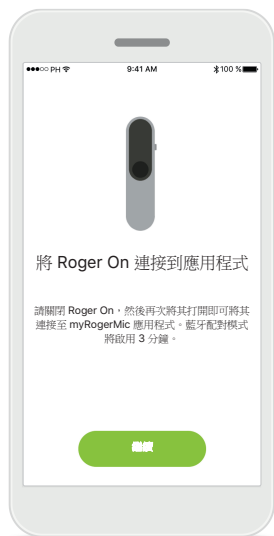 PH 9:41 AM 100 %
將 Roger On 連接到應用程式
請關閉 Roger On，然後再次將其打開即可將其
連接至 myRogerMic 應用程式。藍牙配對模式
將啟用 3 分鐘。
繼續